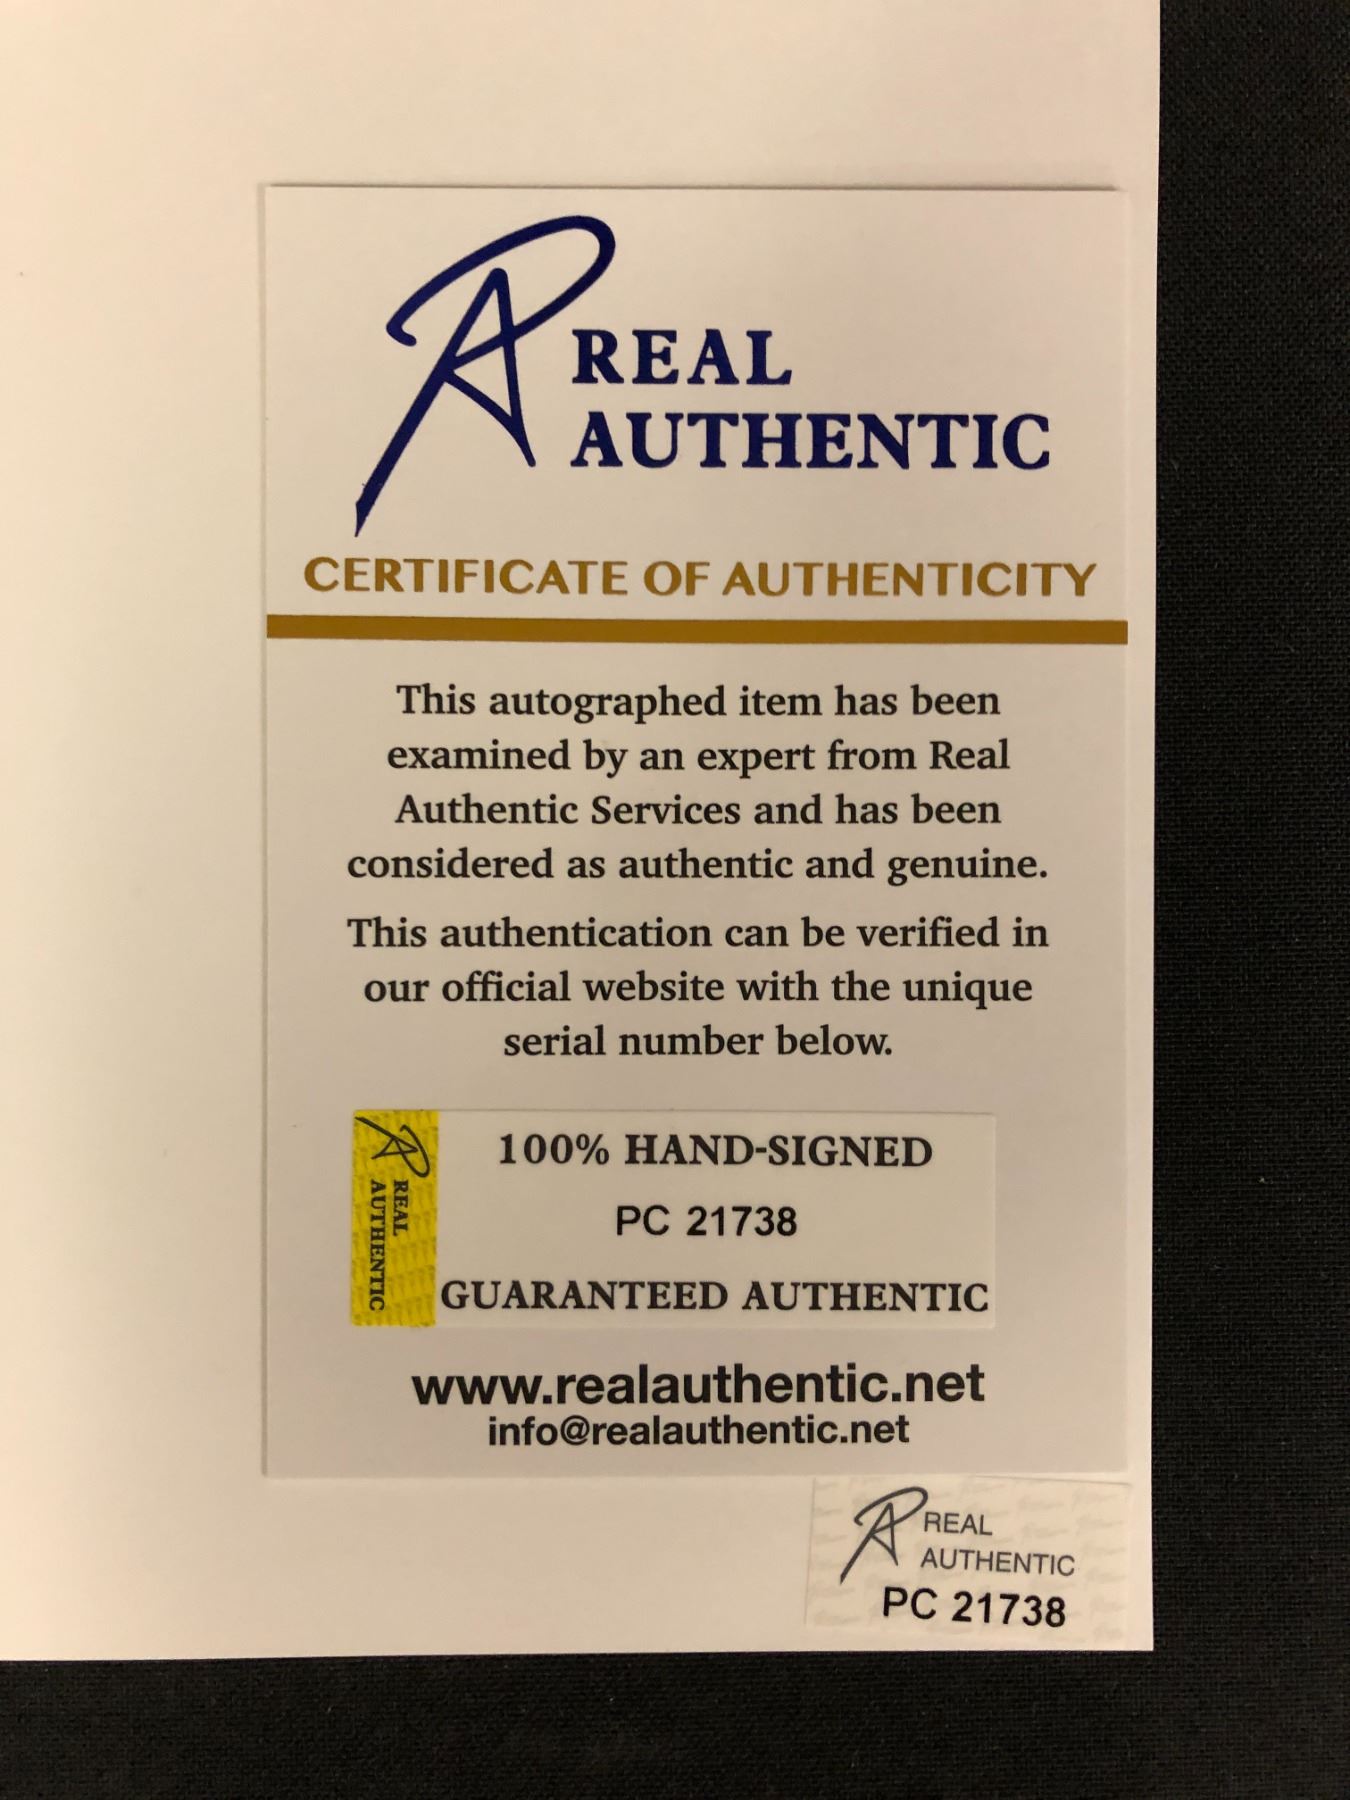 RA REAL
AUTHENTIC
CERTIFICATE OF AUTHENTICITY
This autographed item has been
examined by an expert from Real
Authentic Services and has been
considered as authentic and genuine.
This authentication can be verified in
our official website with the unique
serial number below.
RA REAL
AUTHENTIC
100% HAND-SIGNED
PC 21738
GUARANTEED AUTHENTIC
www.realauthentic.net
info@realauthentic.net
RA REAL
AUTHENTIC
PC 21738